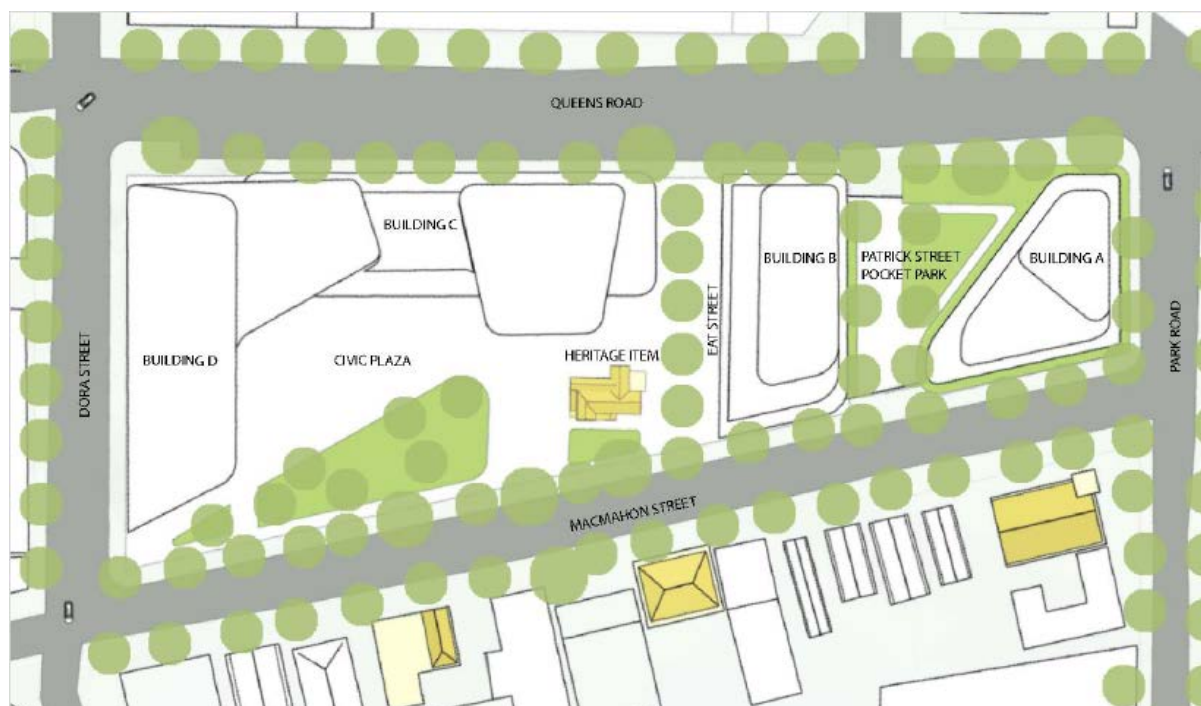 QUEENS ROAD
BUILDING C
BUILDING B
PATRICK STREET
POCKET PARK
BUILDING A
EAT STREET
BUILDING D
CIVIC PLAZA
HERITAGE ITEM
DORA STREET
PARK ROAD
MACMAHON STREET